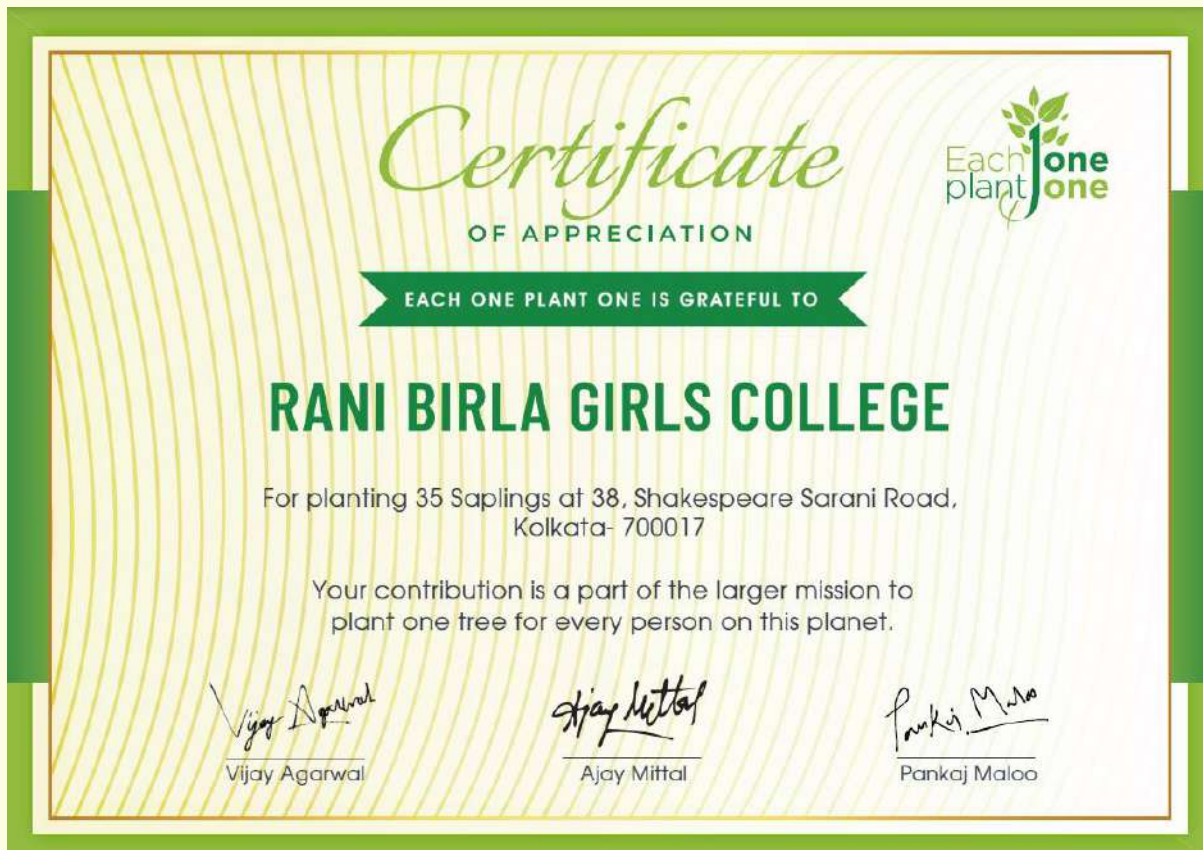 Certificate
OF APPRECIATION
Each one
plant one
EACH ONE PLANT ONE IS GRATEFUL TO
RANI BIRLA GIRLS COLLEGE
For planting 35 Saplings at 38, Shakespeare Sarani Road,
Kolkata- 700017
Your contribution is a part of the larger mission to
plant one tree for every person on this planet.
Vijay Agarwal
Ajay Mittal
Pankaj Maloo
Vijay Agarwal
Ajay Mittal
Pankaj Maloo